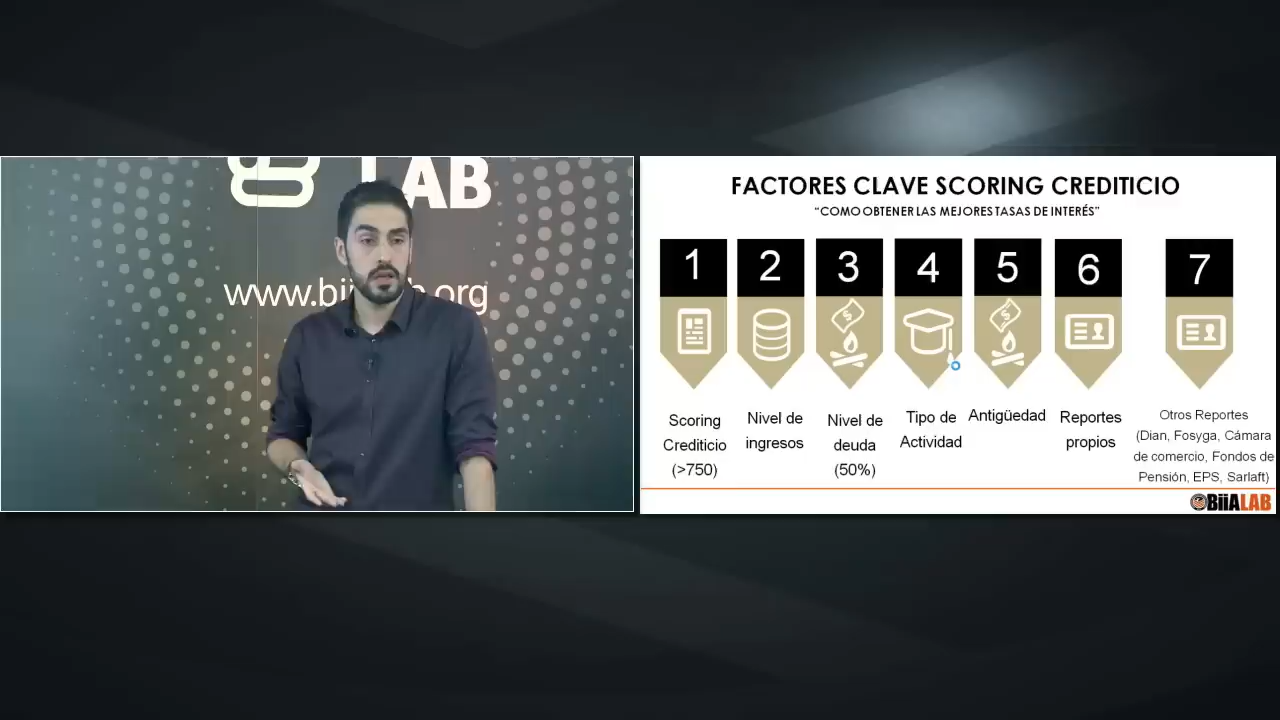 LAB
www.biialab.org
FACTORES CLAVE SCORING CREDITICIO
“COMO OBTENER LAS MEJORES TASAS DE INTERÉS”
1 2 3 4 5 6 7
Scoring
Crediticio
(>750)
Nivel de
ingresos
Nivel de
deuda
(50%)
Tipo de
Actividad
Antigüedad
Reportes
propios
Otros Reportes
(Dian, Fosyga, Cámara
de comercio, Fondos de
Pensión, EPS, Sarlaft)
BiiALAB